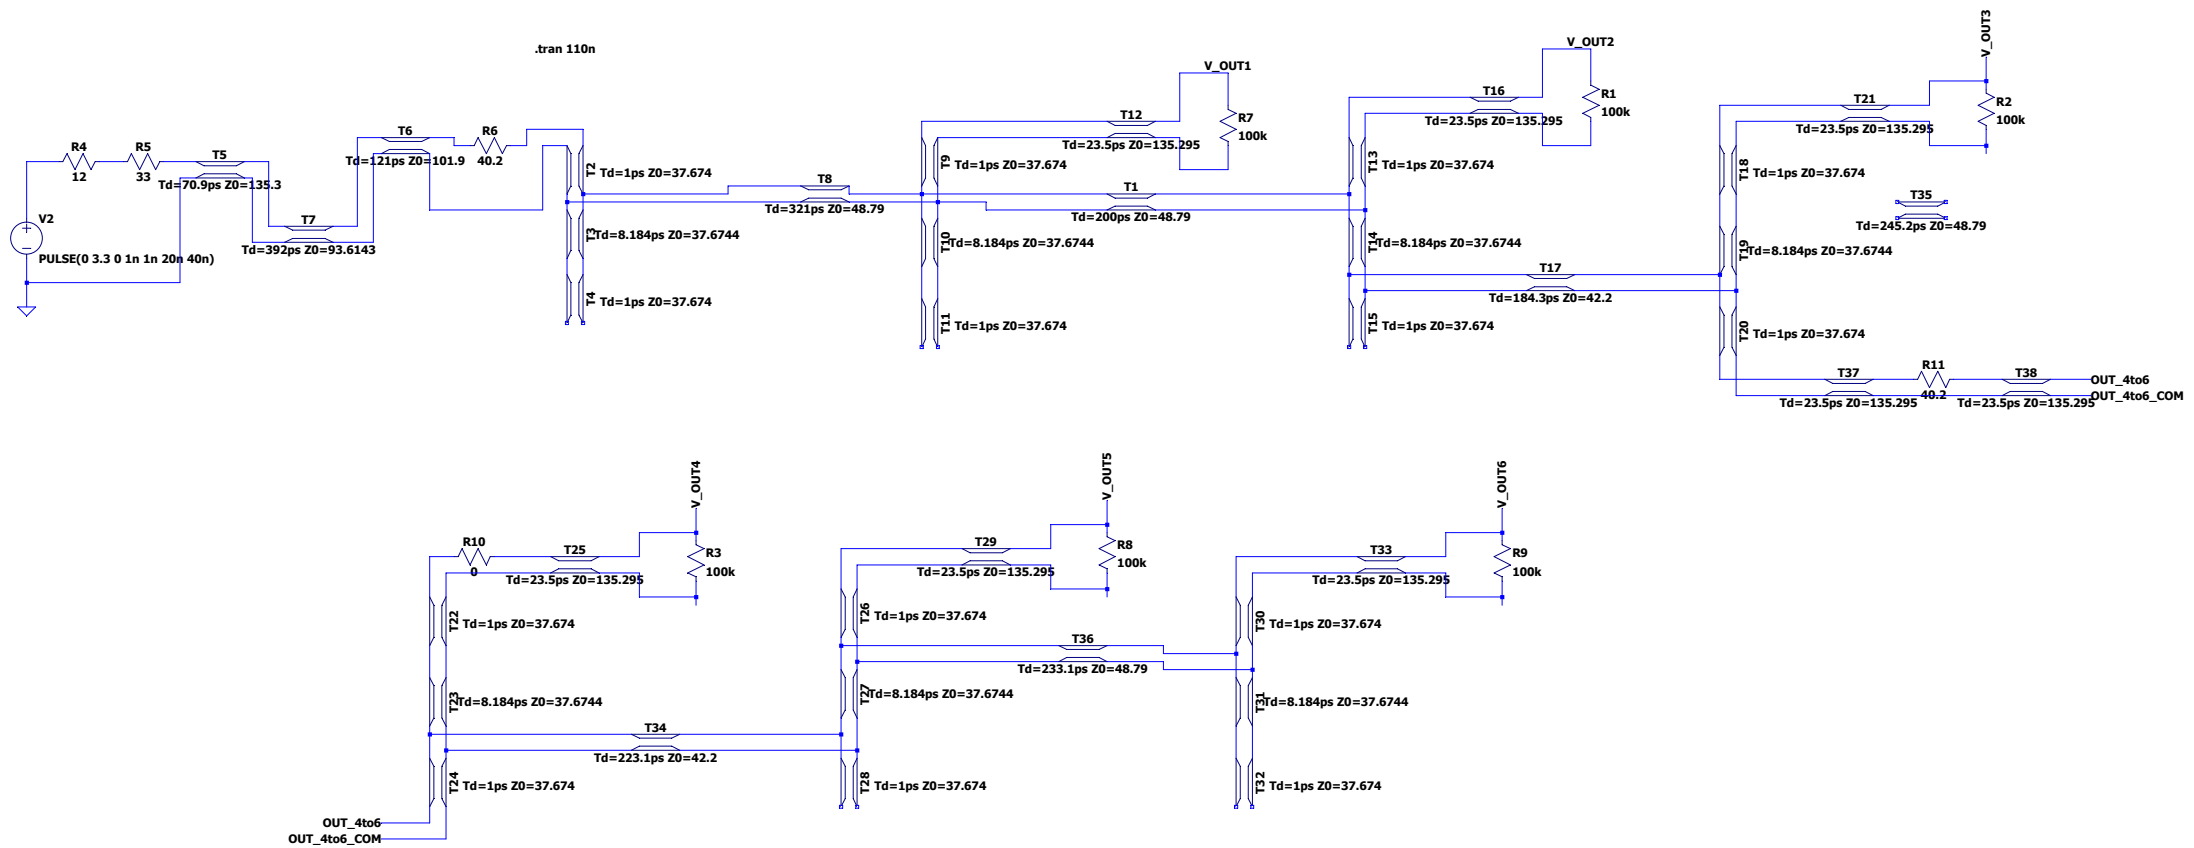 .tran 110n
V2
PULSE(0 3.3 0 1n 1n 20n 40n)
R4
12
R5
33
T5
Td=70.9ps Z0=135.3
T7
Td=392ps Z0=93.6143
T6
Td=121ps Z0=101.9
R6
40.2
T2
Td=1ps Z0=37.674
T3
Td=8.184ps Z0=37.6744
T4
Td=1ps Z0=37.674
T8
Td=321ps Z0=48.79
V_OUT1
T12
Td=23.5ps Z0=135.295
R7
100k
T9
Td=1ps Z0=37.674
T10
Td=8.184ps Z0=37.6744
T11
Td=1ps Z0=37.674
T1
Td=200ps Z0=48.79
V_OUT2
T16
Td=23.5ps Z0=135.295
R1
100k
T13
Td=1ps Z0=37.674
T14
Td=8.184ps Z0=37.6744
T15
Td=1ps Z0=37.674
T17
Td=184.3ps Z0=42.2
V_OUT3
T21
Td=23.5ps Z0=135.295
R2
100k
T18
Td=1ps Z0=37.674
T35
Td=245.2ps Z0=48.79
T19
Td=8.184ps Z0=37.6744
T20
Td=1ps Z0=37.674
T37
Td=23.5ps Z0=135.295
R11
40.2
T38
Td=23.5ps Z0=135.295
OUT_4to6
OUT_4to6_COM
V_OUT4
R10
0
T25
Td=23.5ps Z0=135.295
R3
100k
T22
Td=1ps Z0=37.674
T23
Td=8.184ps Z0=37.6744
T24
Td=1ps Z0=37.674
OUT_4to6
OUT_4to6_COM
T34
Td=223.1ps Z0=42.2
V_OUT5
T29
Td=23.5ps Z0=135.295
R8
100k
T26
Td=1ps Z0=37.674
T27
Td=8.184ps Z0=37.6744
T28
Td=1ps Z0=37.674
T36
Td=233.1ps Z0=48.79
V_OUT6
T33
Td=23.5ps Z0=135.295
R9
100k
T30
Td=1ps Z0=37.674
T31
Td=8.184ps Z0=37.6744
T32
Td=1ps Z0=37.674